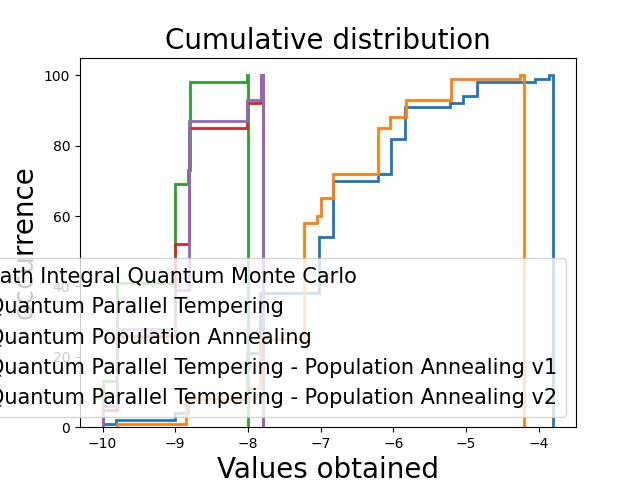 Cumulative distribution
100
80
60
40
20
0
occurrence
ath Integral Quantum Monte Carlo
Quantum Parallel Tempering
Quantum Population Annealing
Quantum Parallel Tempering - Population Annealing v1
Quantum Parallel Tempering - Population Annealing v2
−10 −9 −8 −7 −6 −5 −4
Values obtained